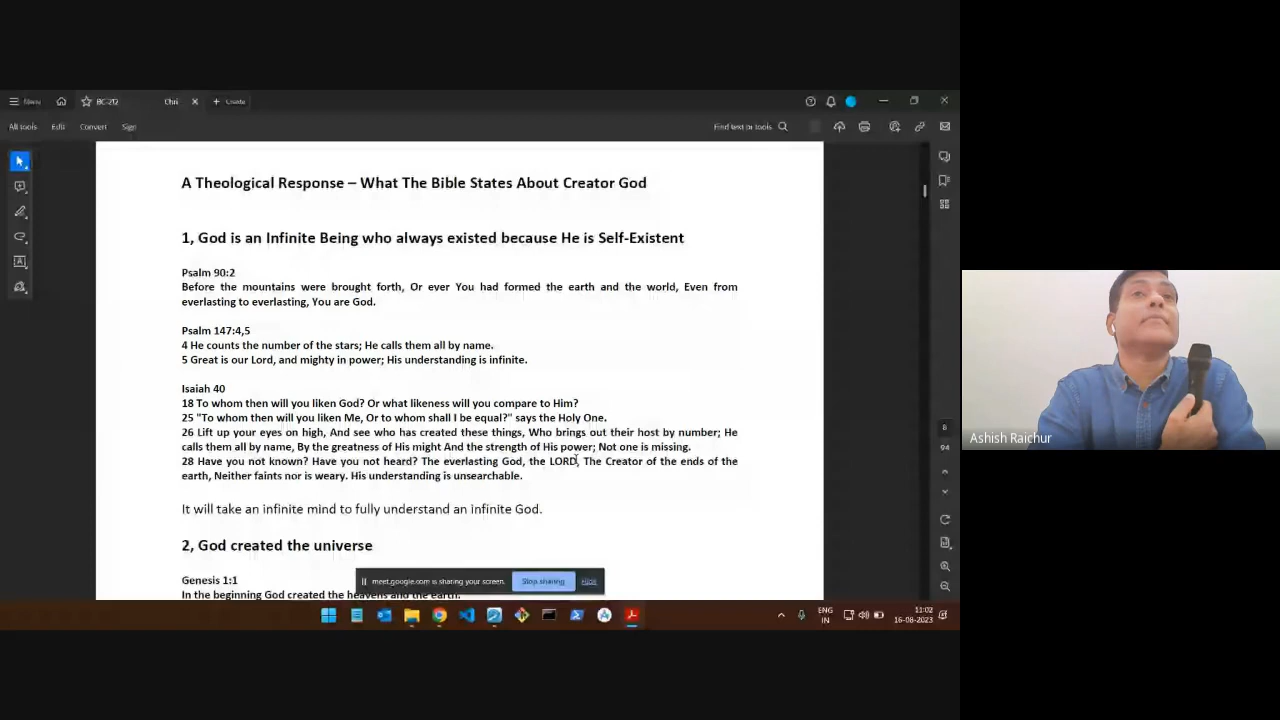 Menu
BC-212
Chri
Create
All tools
Edit
Convert
Sign
Find text or tools
A Theological Response – What The Bible States About Creator God
1, God is an Infinite Being who always existed because He is Self-Existent
Psalm 90:2
Before the mountains were brought forth, Or ever You had formed the earth and the world, Even from
everlasting to everlasting, You are God.
Psalm 147:4,5
4 He counts the number of the stars; He calls them all by name.
5 Great is our Lord, and mighty in power; His understanding is infinite.
Isaiah 40
18 To whom then will you liken God? Or what likeness will you compare to Him?
25 "To whom then will you liken Me, Or to whom shall I be equal?" says the Holy One.
26 Lift up your eyes on high, And see who has created these things, Who brings out their host by number; He
calls them all by name, By the greatness of His might And the strength of His power; Not one is missing.
28 Have you not known? Have you not heard? The everlasting God, the LORD, The Creator of the ends of the
earth, Neither faints nor is weary. His understanding is unsearchable.
It will take an infinite mind to fully understand an infinite God.
2, God created the universe
Genesis 1:1
In the beginning God created the heavens and the earth.
meet.google.com is sharing your screen.
Stop sharing
Hide
8
94
Ashish Raichur
ENG
IN
11:02
16-08-2023